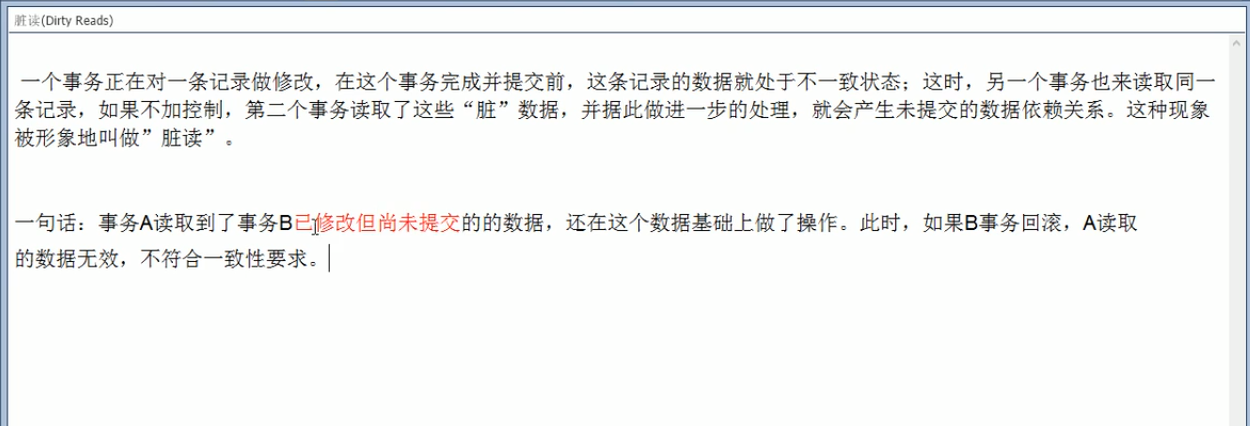 脏读(Dirty Reads)
一个事务正在对一条记录做修改，在这个事务完成并提交前，这条记录的数据就处于不一致状态；这时，另一个事务也来读取同一
条记录，如果不加控制，第二个事务读取了这些“脏”数据，并据此做进一步的处理，就会产生未提交的数据依赖关系。这种现象
被形象地叫做”脏读”。
一句话：事务A读取到了事务B已修改但尚未提交的的数据，还在这个数据基础上做了操作。此时，如果B事务回滚，A读取
的数据无效，不符合一致性要求。